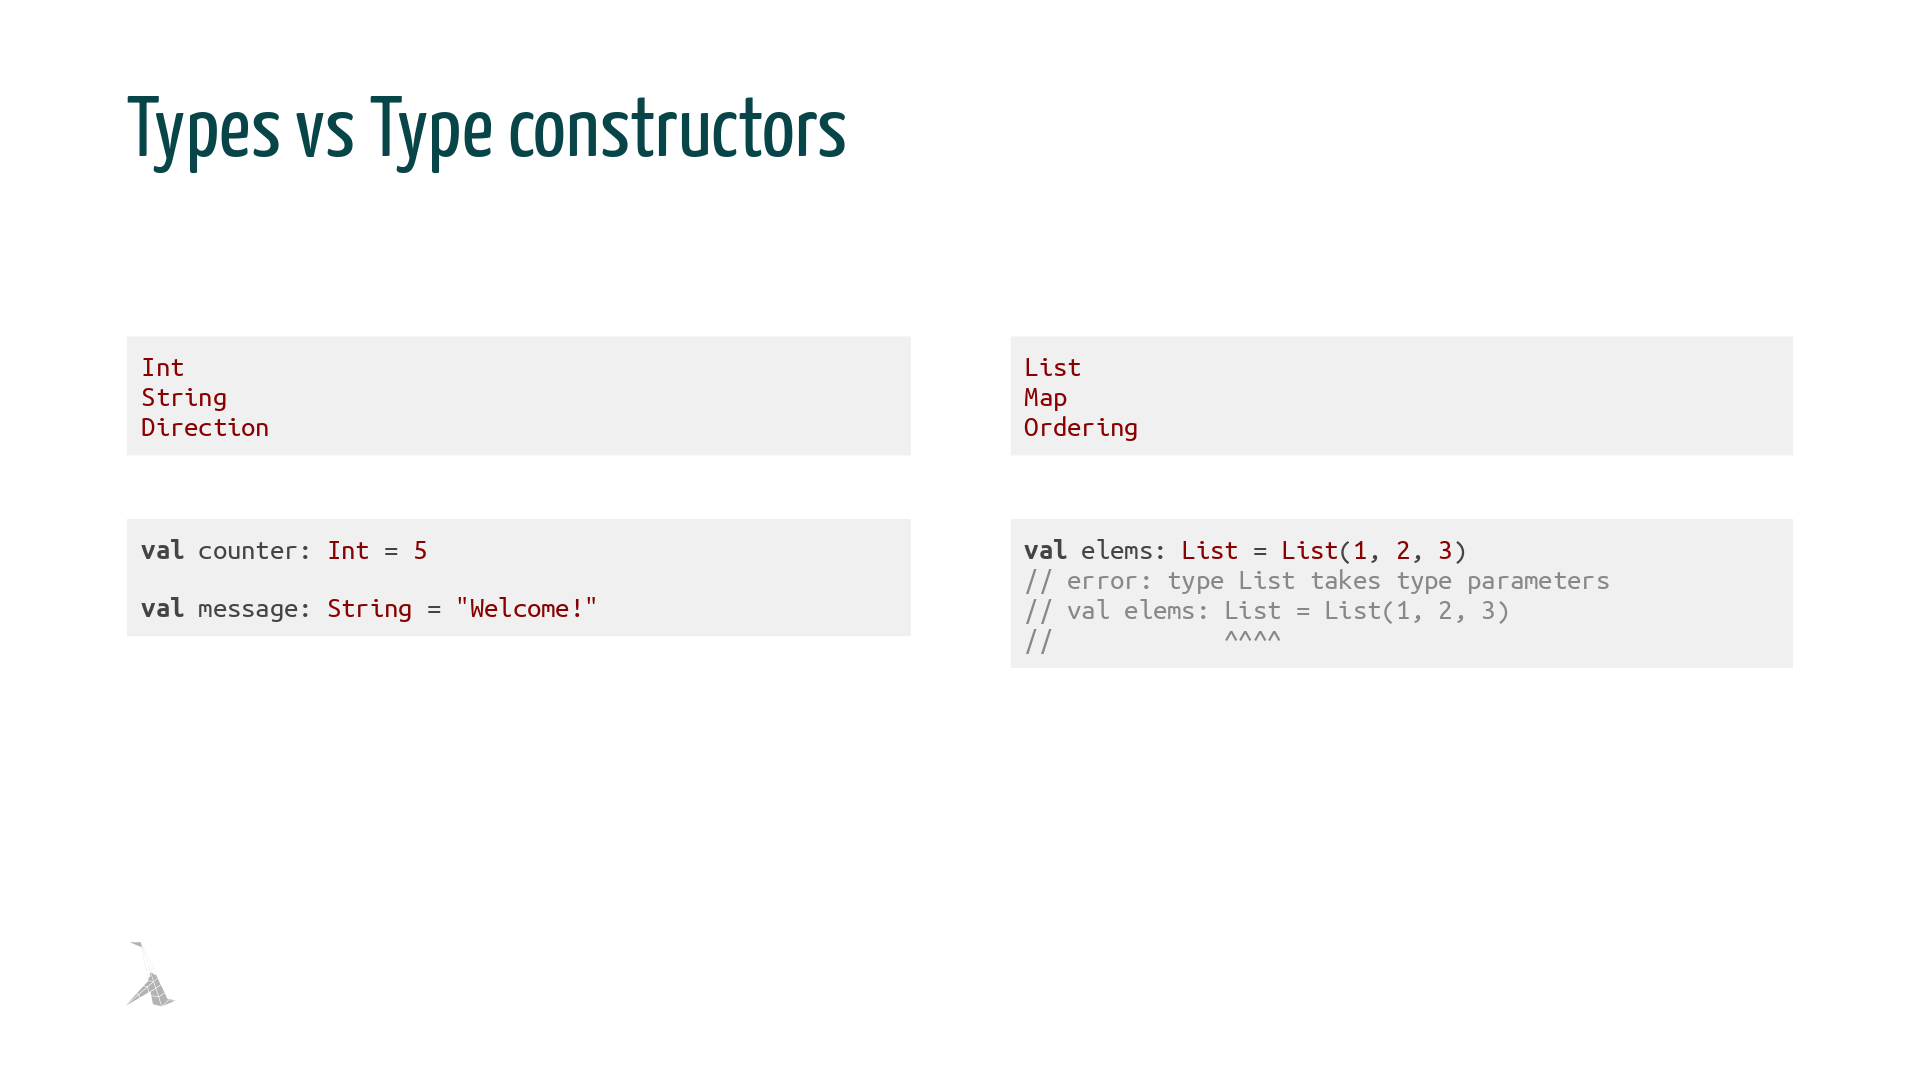 Types vs Type constructors
Int
String
Direction
val counter: Int = 5
val message: String = "Welcome!"
List
Map
Ordering
val elems: List = List(1, 2, 3)
// error: type List takes type parameters
// val elems: List = List(1, 2, 3)
//            ^^^^